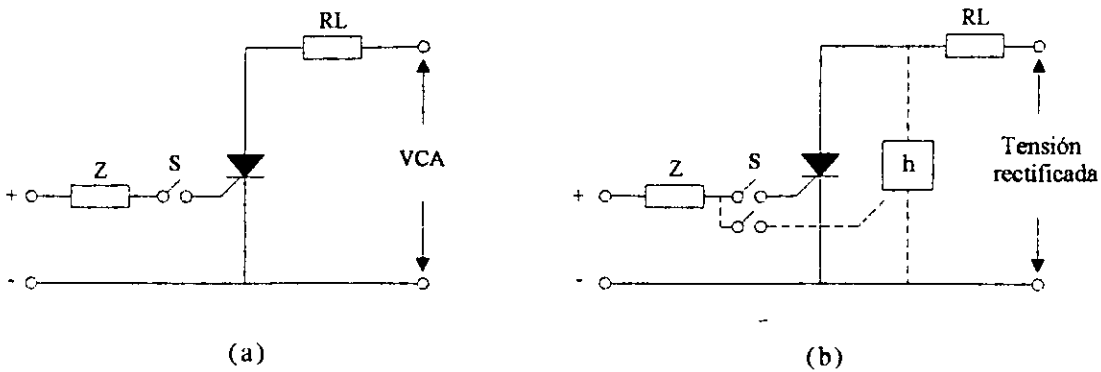 RL
VCA
Z
S
+
-
(a)
RL
h
Tensión
rectificada
Z
S
+
-
(b)